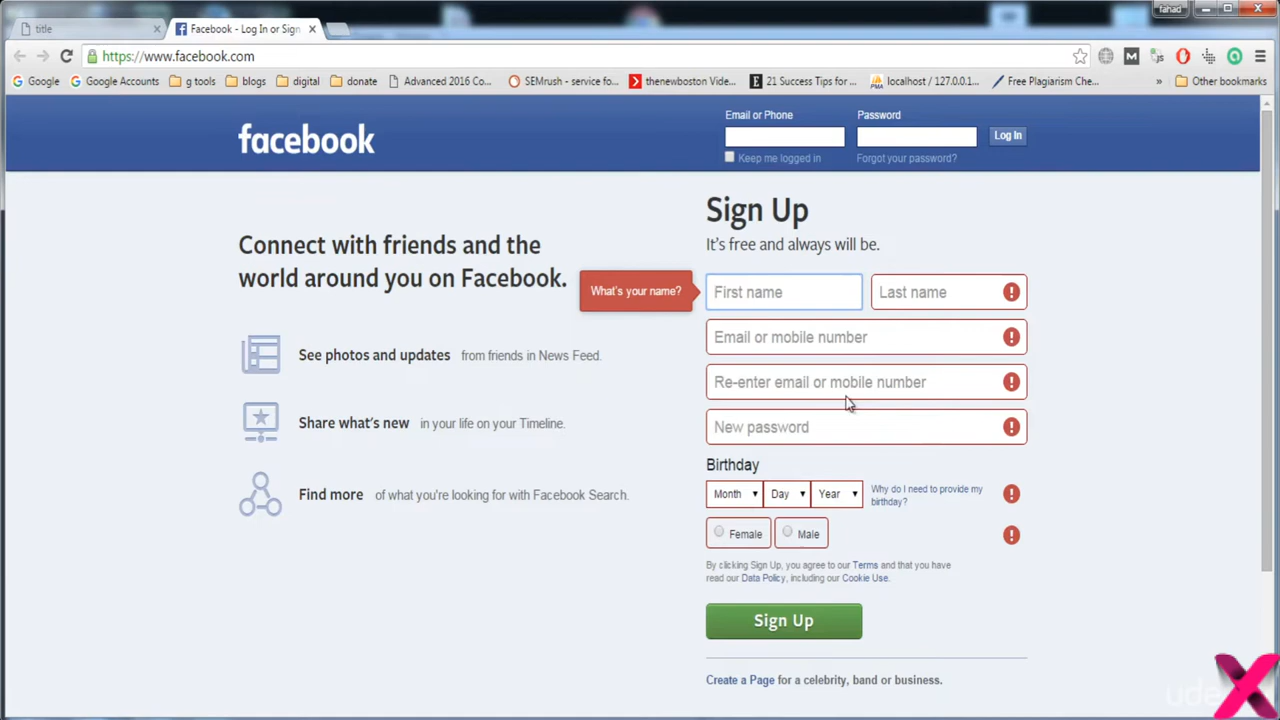 fahad
title
Facebook - Log In or Sign
https://www.facebook.com
Google
Google Accounts
g tools
blogs
digital
donate
Advanced 2016 Co...
SEMrush - service fo...
thenewboston Vide...
21 Success Tips for ...
localhost / 127.0.0.1...
Free Plagiarism Che...
»
Other bookmarks
facebook
Email or Phone
Password
Log In
Keep me logged in
Forgot your password?
Connect with friends and the
world around you on Facebook.
See photos and updates from friends in News Feed.
Share what's new in your life on your Timeline.
Find more of what you're looking for with Facebook Search.
Sign Up
It's free and always will be.
What's your name?
First name
Last name
Email or mobile number
Re-enter email or mobile number
New password
Birthday
Month
Day
Year
Why do I need to provide my
birthday?
Female
Male
By clicking Sign Up, you agree to our Terms and that you have
read our Data Policy, including our Cookie Use.
Sign Up
Create a Page for a celebrity, band or business.